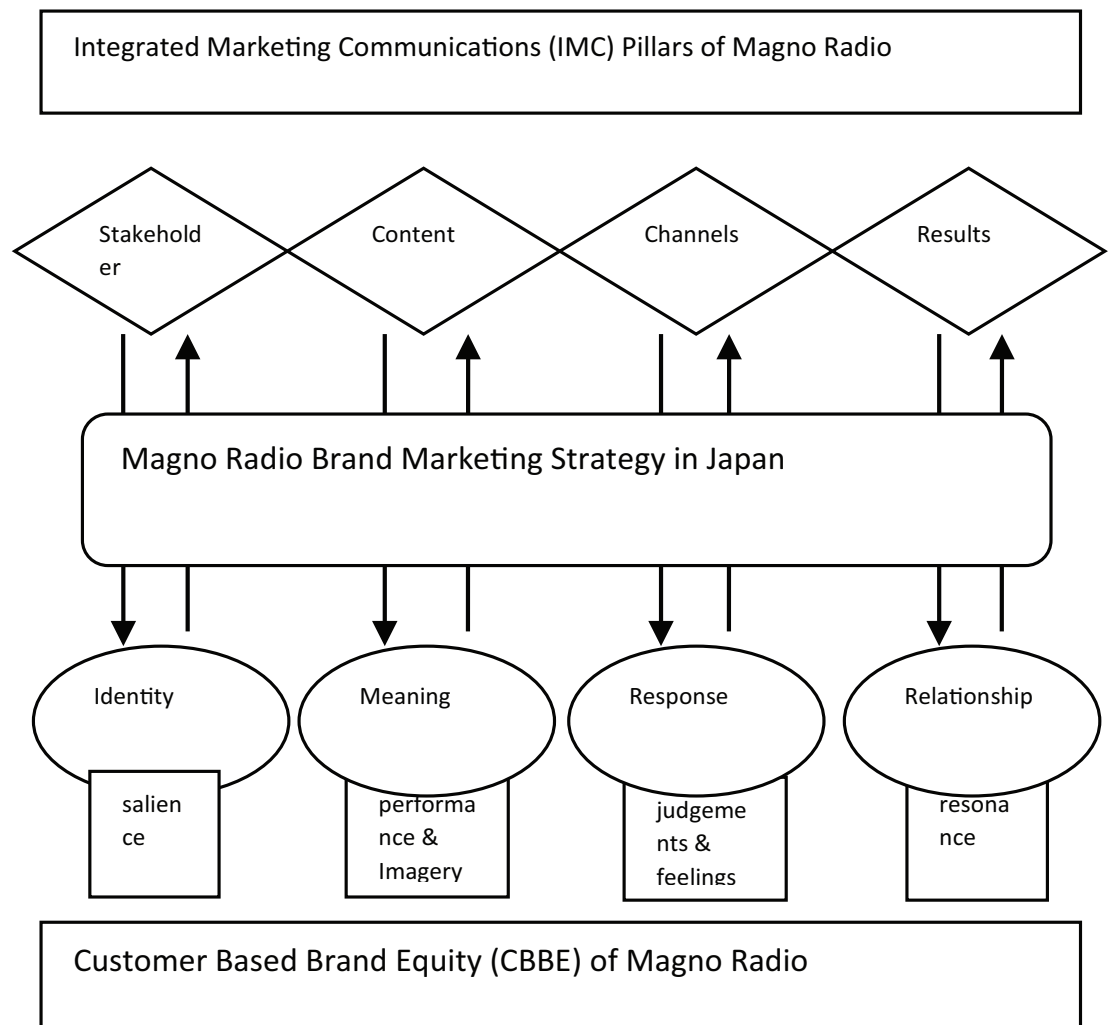 Integrated Marketing Communications (IMC) Pillars of Magno Radio
Stakehold
er
Content
Channels
Results
Magno Radio Brand Marketing Strategy in Japan
Identity
Meaning
Response
Relationship
salien
ce
performa
nce &
Imagery
judgeme
nts &
feelings
resona
nce
Customer Based Brand Equity (CBBE) of Magno Radio